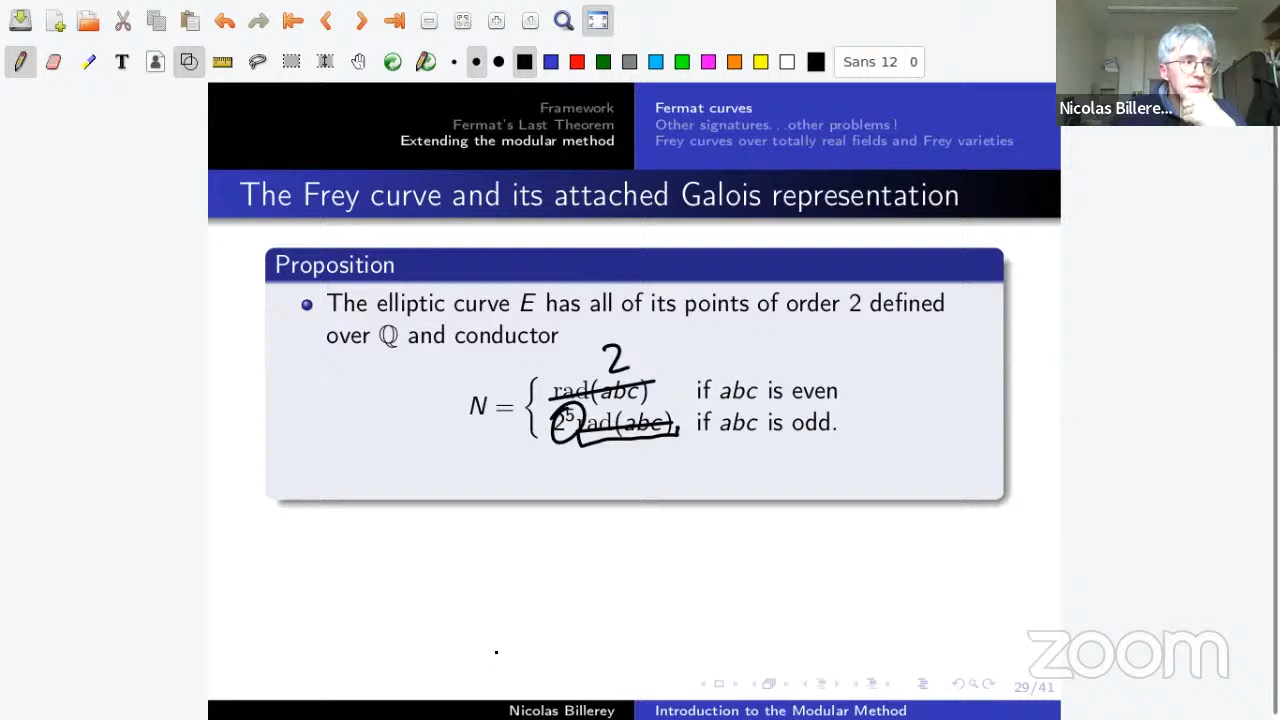 Sans 12 0
Nicolas Billere...
Framework
Fermat's Last Theorem
Extending the modular method
Fermat curves
Other signatures...other problems!
Frey curves over totally real fields and Frey varieties
The Frey curve and its attached Galois representation
Proposition
The elliptic curve E has all of its points of order 2 defined
over ℚ and conductor
2
N = { rad(abc) if abc is even
2⁵rad(abc), if abc is odd.
zoom
29/41
Nicolas Billerey Introduction to the Modular Method